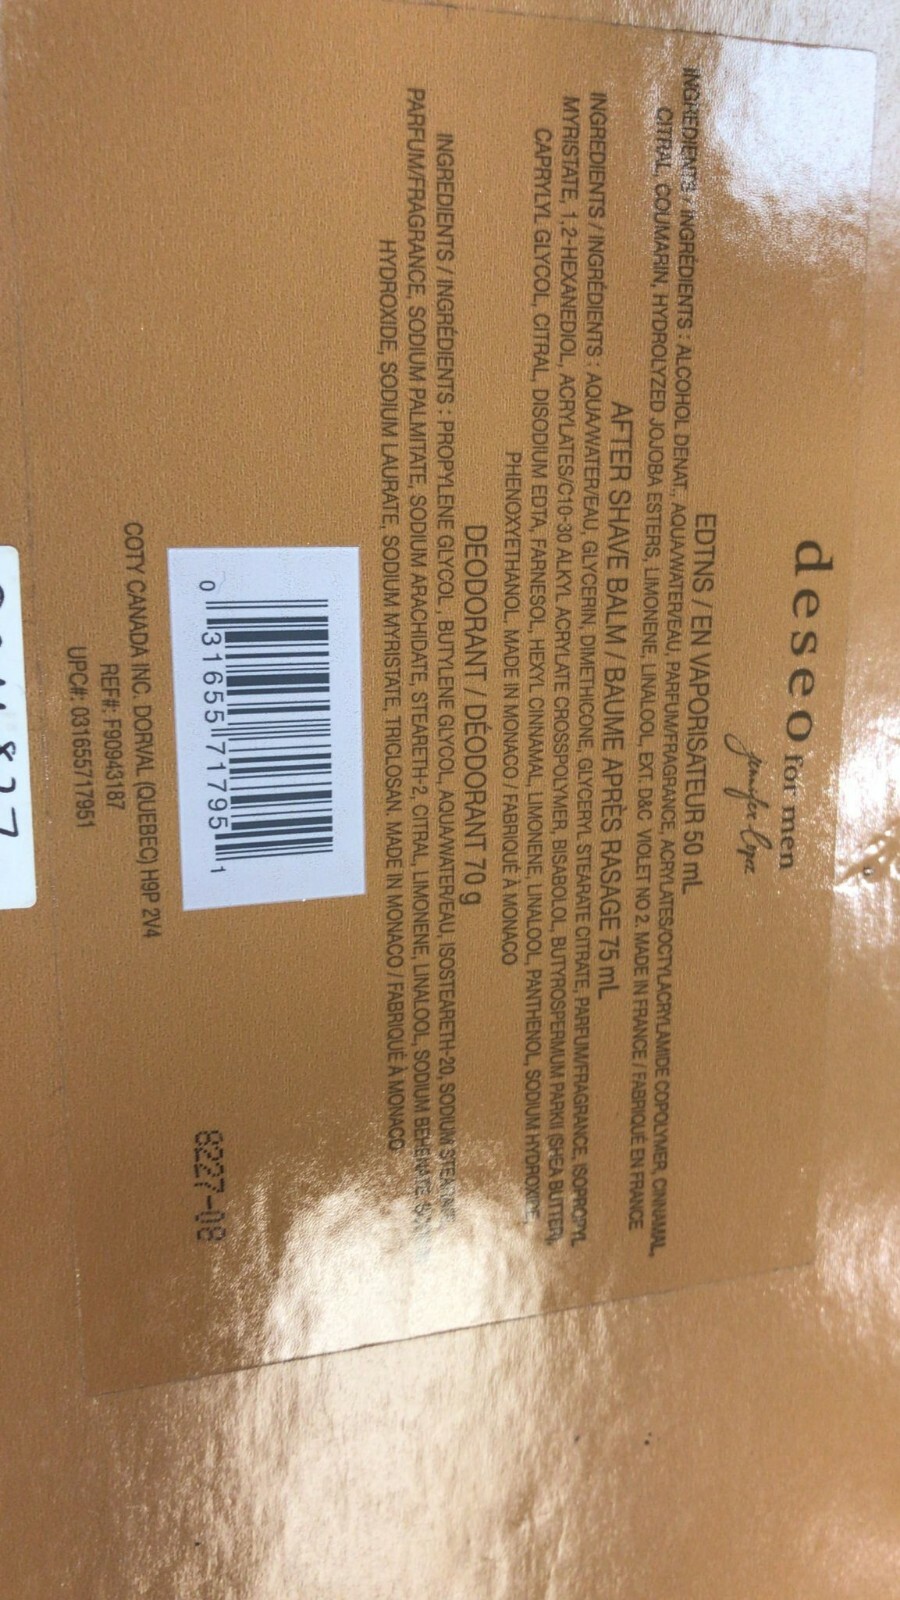 deseo for men
Jennifer Lopez
EDTNS / EN VAPORISATEUR 50 mL
INGREDIENTS / INGRÉDIENTS : ALCOHOL DENAT., AQUA/WATER/EAU, PARFUM/FRAGRANCE, ACRYLATES/OCTYLACRYLAMIDE COPOLYMER, CINNAMAL,
CITRAL, COUMARIN, HYDROLYZED JOJOBA ESTERS, LIMONENE, LINALOOL, EXT. D&C VIOLET NO 2. MADE IN FRANCE / FABRIQUÉ EN FRANCE
AFTER SHAVE BALM / BAUME APRÈS RASAGE 75 mL
INGREDIENTS / INGRÉDIENTS : AQUA/WATER/EAU, GLYCERIN, DIMETHICONE, GLYCERYL STEARATE CITRATE, PARFUM/FRAGRANCE, ISOPROPYL
MYRISTATE, 1,2-HEXANEDIOL, ACRYLATES/C10-30 ALKYL ACRYLATE CROSSPOLYMER, BISABOLOL, BUTYROSPERMUM PARKII (SHEA BUTTER),
CAPRYLYL GLYCOL, CITRAL, DISODIUM EDTA, FARNESOL, HEXYL CINNAMAL, LIMONENE, LINALOOL, PANTHENOL, SODIUM HYDROXIDE,
PHENOXYETHANOL. MADE IN MONACO / FABRIQUÉ À MONACO
DEODORANT / DÉODORANT 70 g
INGREDIENTS / INGRÉDIENTS : PROPYLENE GLYCOL, BUTYLENE GLYCOL, AQUA/WATER/EAU, ISOSTEARETH-20, SODIUM STEARATE,
PARFUM/FRAGRANCE, SODIUM PALMITATE, SODIUM ARACHIDATE, STEARETH-2, CITRAL, LIMONENE, LINALOOL, SODIUM BEHENATE,
HYDROXIDE, SODIUM LAURATE, SODIUM MYRISTATE, TRICLOSAN. MADE IN MONACO / FABRIQUÉ À MONACO
0 31655 71795 1
8227-08
COTY CANADA INC. DORVAL (QUEBEC) H9P 2V4
REF#: F90943187
UPC#: 031655717951